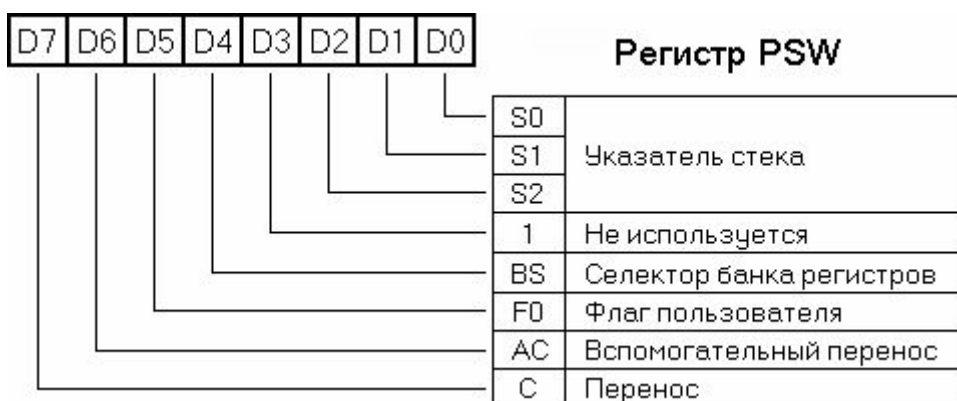 D7 D6 D5 D4 D3 D2 D1 D0
Регистр PSW
S0
S1 Указатель стека
S2
1 Не используется
BS Селектор банка регистров
F0 Флаг пользователя
AC Вспомогательный перенос
C Перенос